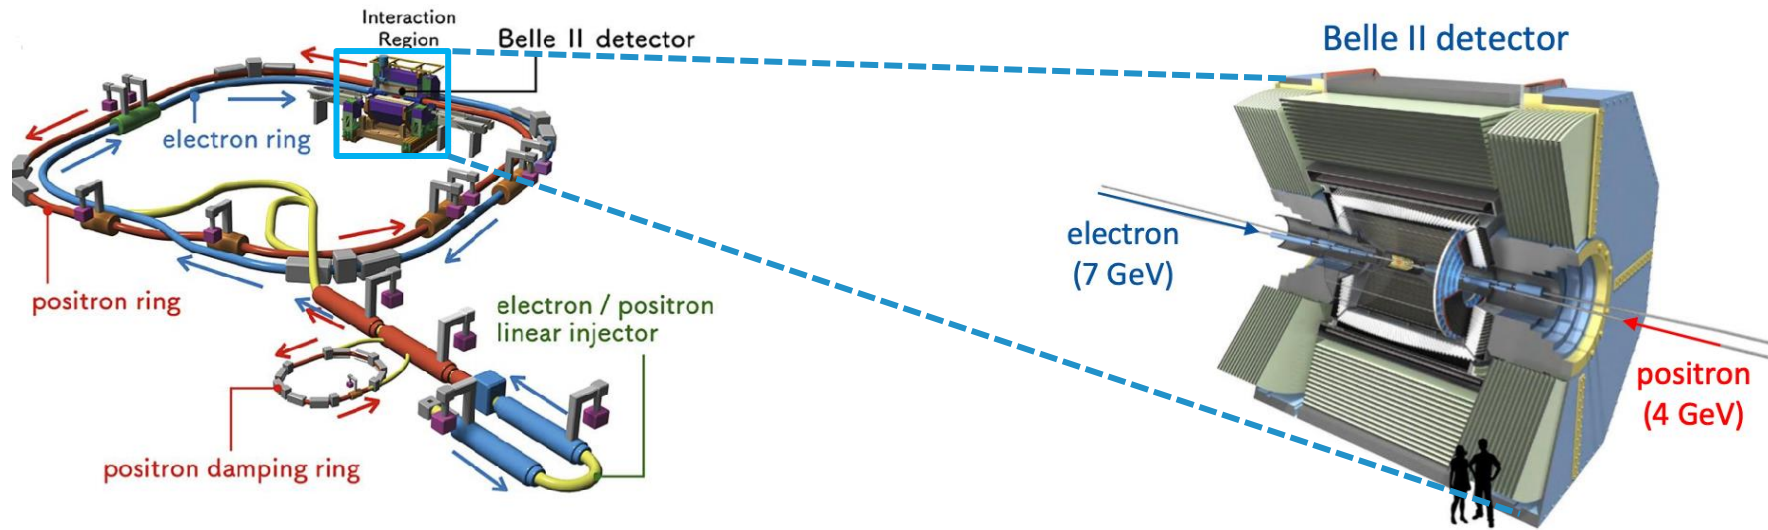 Interaction
Region
Belle II detector
electron ring
positron ring
electron / positron
linear injector
positron damping ring
Belle II detector
electron
(7 GeV)
positron
(4 GeV)